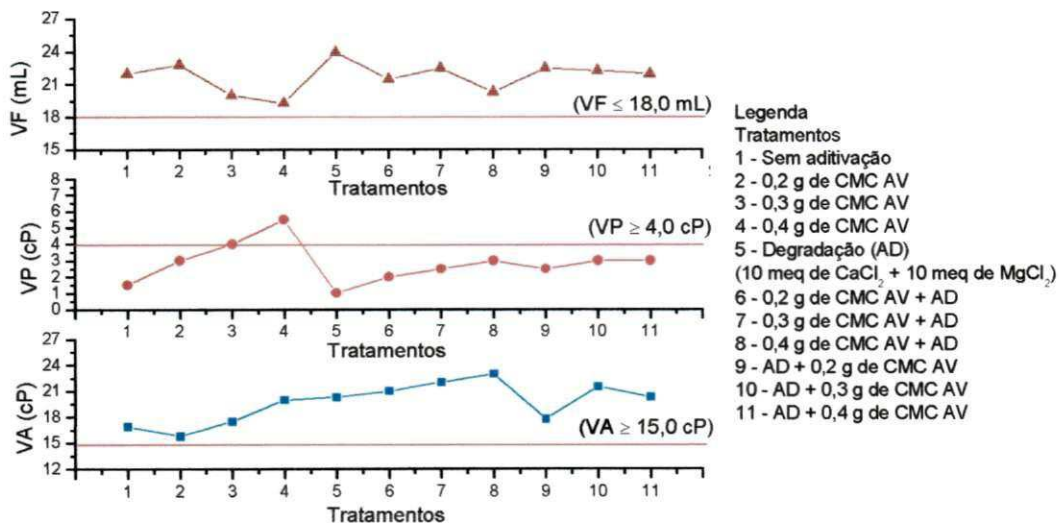 27
24
21
18
15
VF (mL)
(VF ≤ 18,0 mL)
1 2 3 4 5 6 7 8 9 10 11
Tratamentos
8
7
6
5
4
3
2
1
0
VP (cP)
(VP ≥ 4,0 cP)
1 2 3 4 5 6 7 8 9 10 11
Tratamentos
27
24
21
18
15
12
VA (cP)
(VA ≥ 15,0 cP)
1 2 3 4 5 6 7 8 9 10 11
Tratamentos
Legenda
Tratamentos
1 - Sem aditivação
2 - 0,2 g de CMC AV
3 - 0,3 g de CMC AV
4 - 0,4 g de CMC AV
5 - Degradação (AD)
(10 meq de CaCl₂ + 10 meq de MgCl₂)
6 - 0,2 g de CMC AV + AD
7 - 0,3 g de CMC AV + AD
8 - 0,4 g de CMC AV + AD
9 - AD + 0,2 g de CMC AV
10 - AD + 0,3 g de CMC AV
11 - AD + 0,4 g de CMC AV